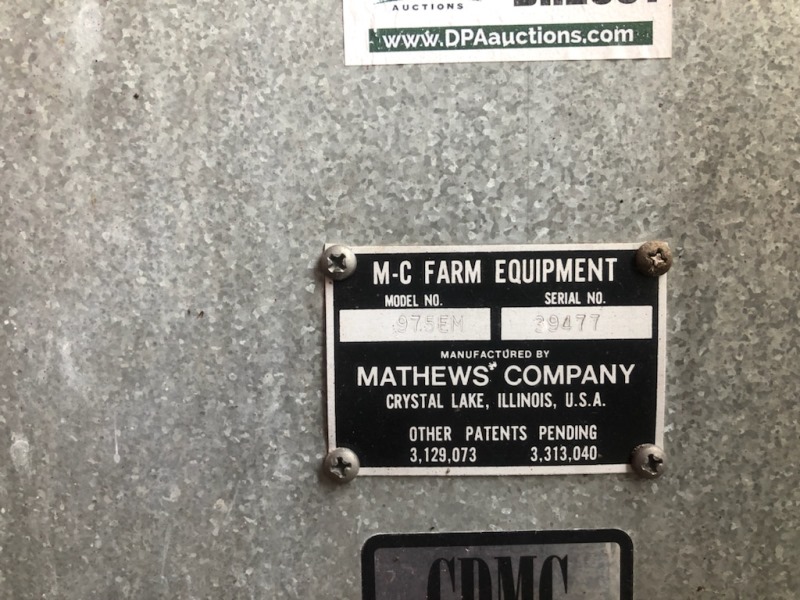 AUCTIONS
www.DPAauctions.com
M-C FARM EQUIPMENT
MODEL NO. SERIAL NO.
975EM 29477
MANUFACTURED BY
MATHEWS COMPANY
CRYSTAL LAKE, ILLINOIS, U.S.A.
OTHER PATENTS PENDING
3,129,073 3,313,040